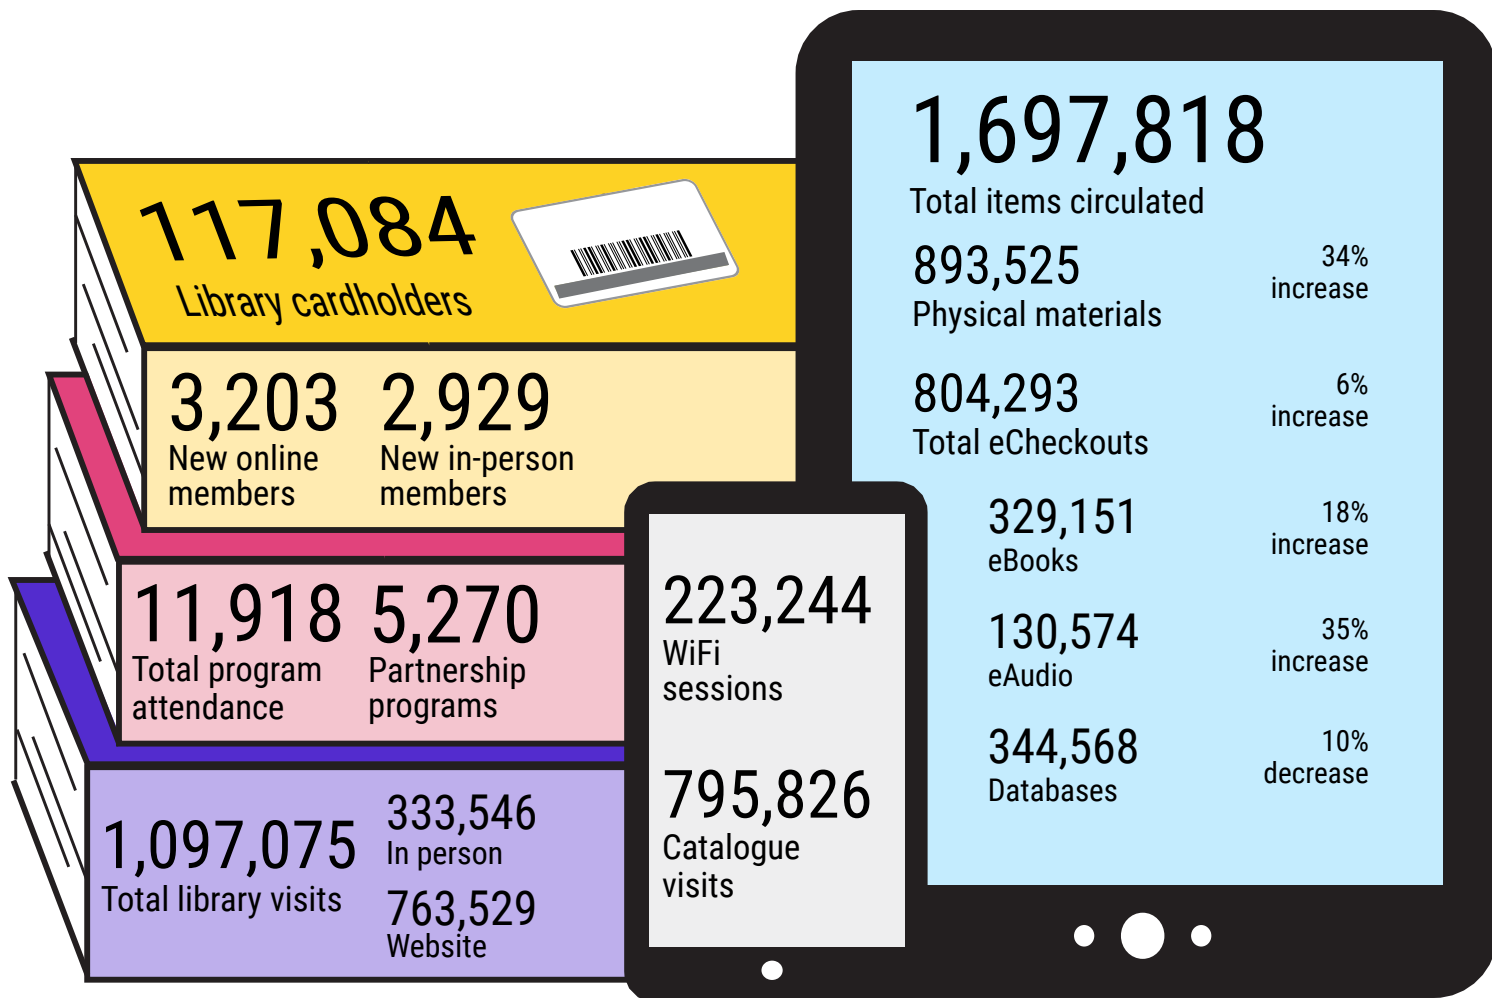 117,084
Library cardholders
3,203
New online
members
2,929
New in-person
members
11,918
Total program
attendance
5,270
Partnership
programs
1,097,075
Total library visits
333,546
In person
763,529
Website
223,244
WiFi
sessions
795,826
Catalogue
visits
1,697,818
Total items circulated
893,525
Physical materials
34%
increase
804,293
Total eCheckouts
6%
increase
329,151
eBooks
18%
increase
130,574
eAudio
35%
increase
344,568
Databases
10%
decrease